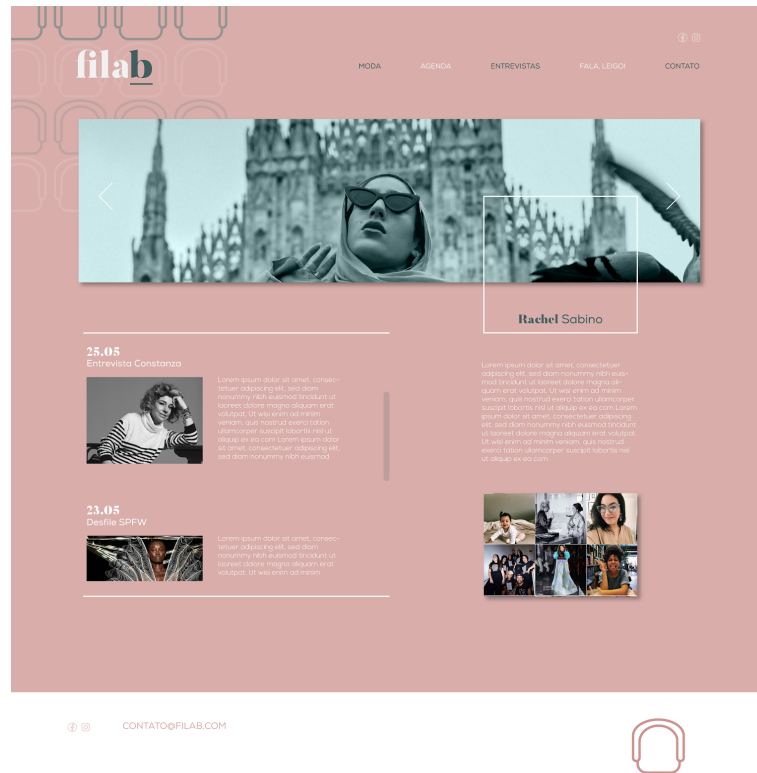 filab
MODA AGENDA ENTREVISTAS FALA, LEIGO! CONTATO
Rachel Sabino
25.05
Entrevista Constanza
Lorem ipsum dolor sit amet, consec-
tetuer adipiscing elit, sed diam
nonummy nibh euismod tincidunt ut
laoreet dolore magna aliquam erat
volutpat. Ut wisi enim ad minim
veniam, quis nostrud exerci tation
ullamcorper suscipit lobortis nisl ut
aliquip ex ea com Lorem ipsum dolor
sit amet, consectetuer adipiscing elit,
sed diam nonummy nibh euismod
23.05
Desfile SPFW
Lorem ipsum dolor sit amet, consec-
tetuer adipiscing elit, sed diam
nonummy nibh euismod tincidunt ut
laoreet dolore magna aliquam erat
volutpat. Ut wisi enim ad minim
Lorem ipsum dolor sit amet, consectetuer
adipiscing elit, sed diam nonummy nibh euis-
mod tincidunt ut laoreet dolore magna ali-
quam erat volutpat. Ut wisi enim ad minim
veniam, quis nostrud exerci tation ullamcorper
suscipit lobortis nisl ut aliquip ex ea com Lorem
ipsum dolor sit amet, consectetuer adipiscing
elit, sed diam nonummy nibh euismod tincidunt
ut laoreet dolore magna aliquam erat volutpat.
Ut wisi enim ad minim veniam, quis nostrud
exerci tation ullamcorper suscipit lobortis nisl
ut aliquip ex ea com
CONTATO@FILAB.COM